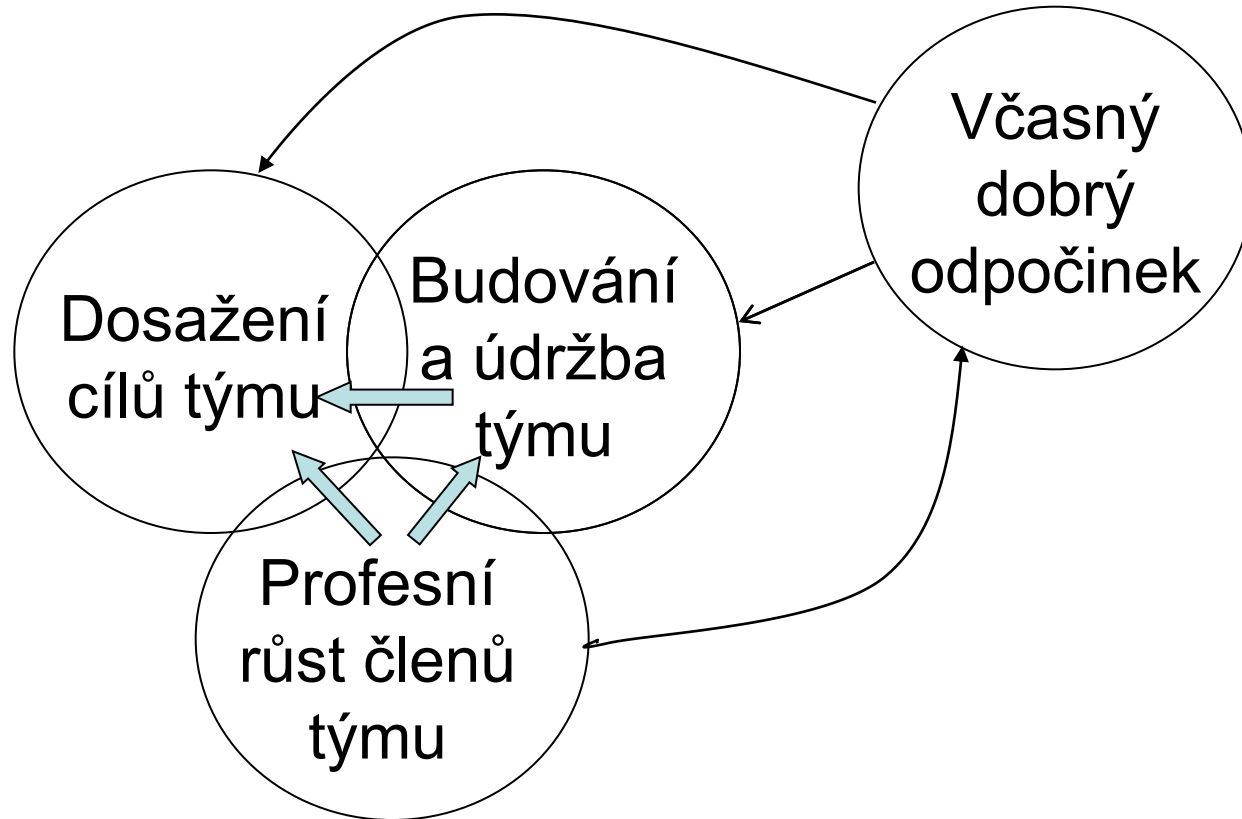 Včasný
dobrý
odpočinek
Dosažení
cílů týmu
Budování
a údržba
týmu
Profesní
růst členů
týmu